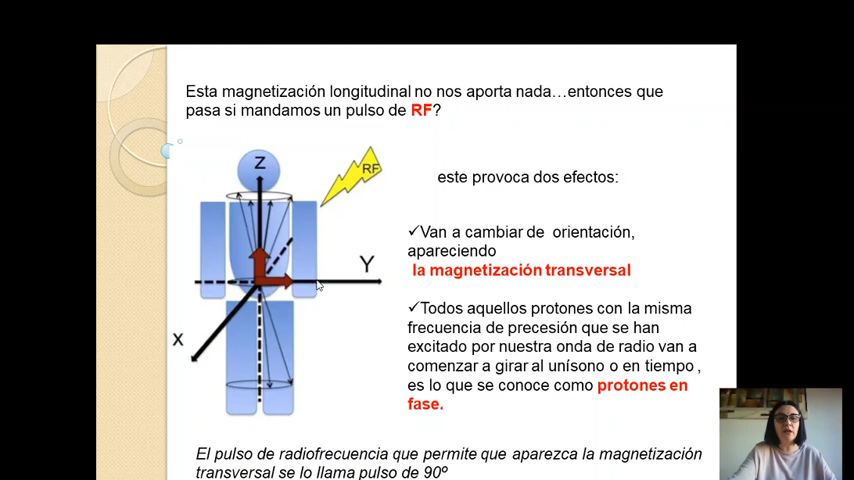 Esta magnetización longitudinal no nos aporta nada…entonces que
pasa si mandamos un pulso de RF?
Z
RF
este provoca dos efectos:
✓Van a cambiar de orientación,
apareciendo
la magnetización transversal
Y
✓Todos aquellos protones con la misma
frecuencia de precesión que se han
excitado por nuestra onda de radio van a
comenzar a girar al unísono o en tiempo ,
es lo que se conoce como protones en
fase.
X
El pulso de radiofrecuencia que permite que aparezca la magnetización
transversal se lo llama pulso de 90º